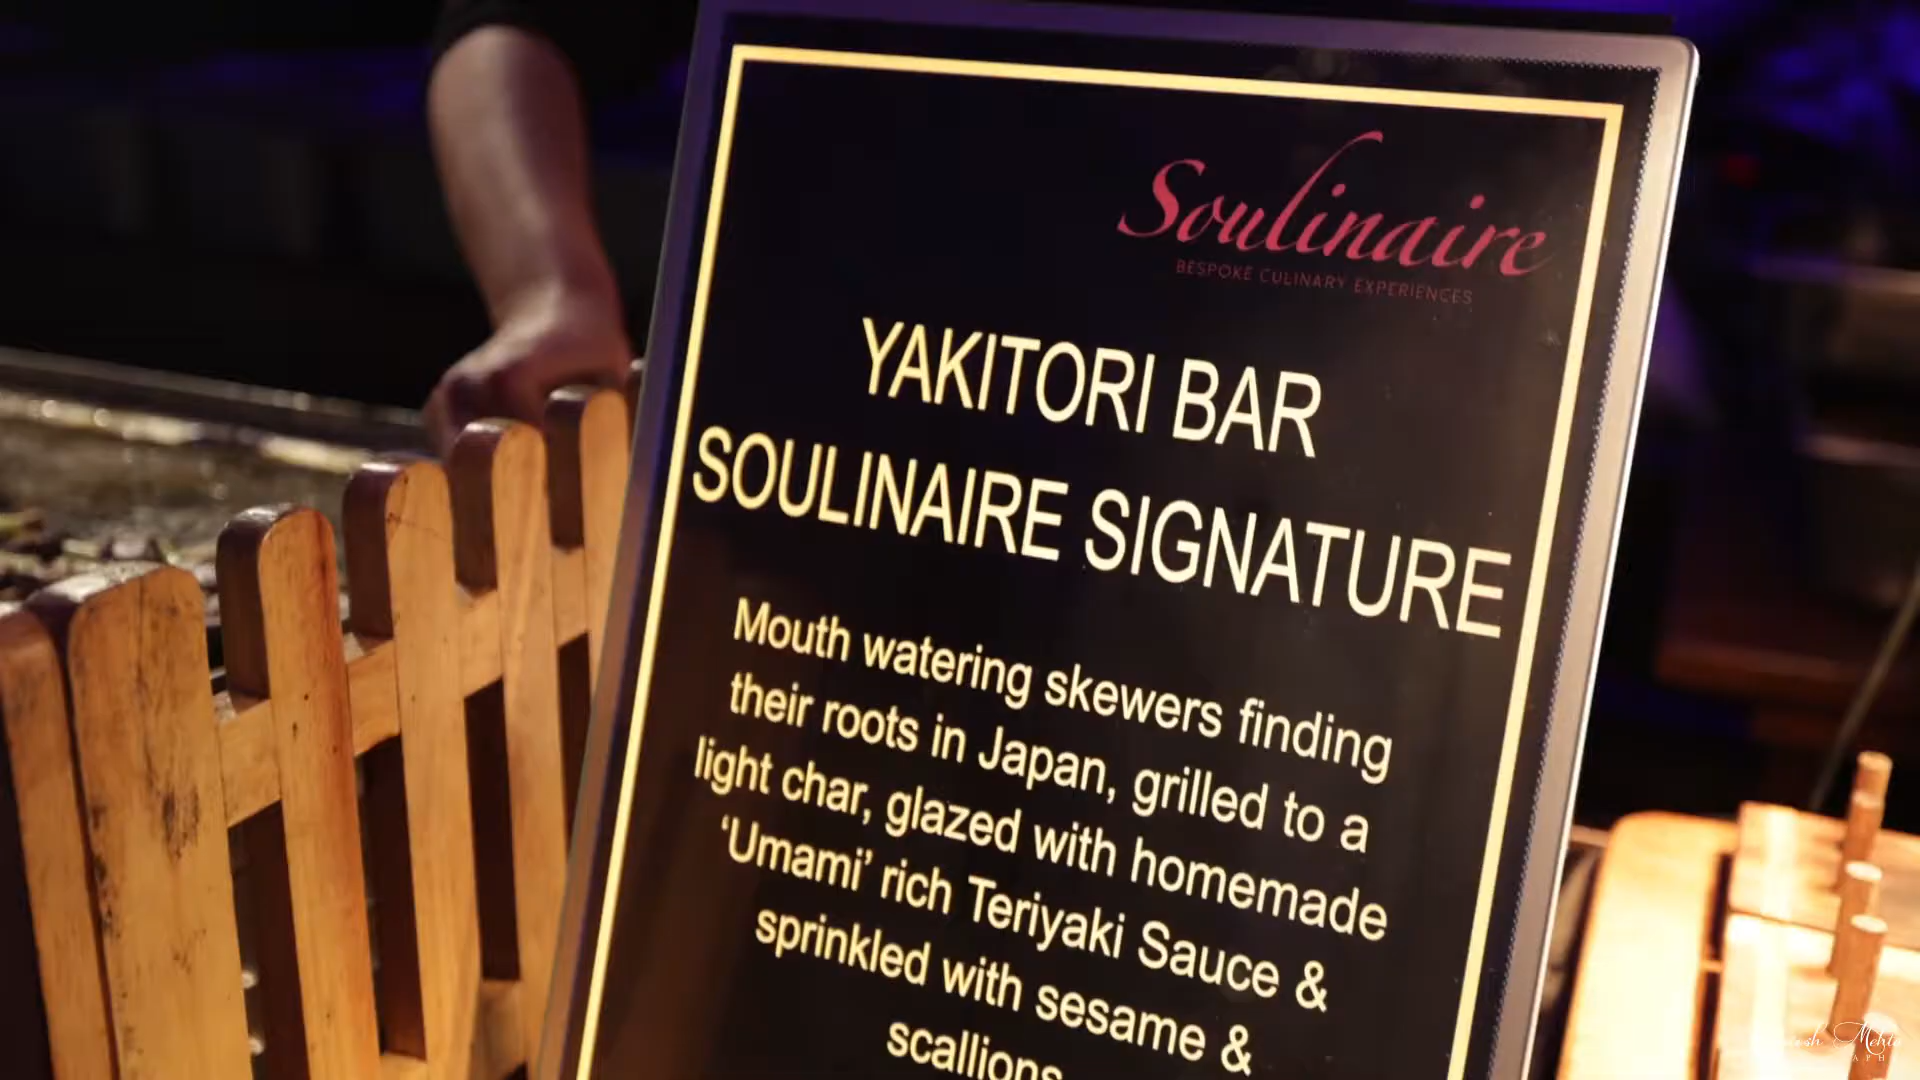 Soulinaire
BESPOKE CULINARY EXPERIENCES
YAKITORI BAR
SOULINAIRE SIGNATURE
Mouth watering skewers finding
their roots in Japan, grilled to a
light char, glazed with homemade
‘Umami’ rich Teriyaki Sauce &
sprinkled with sesame &
scallions